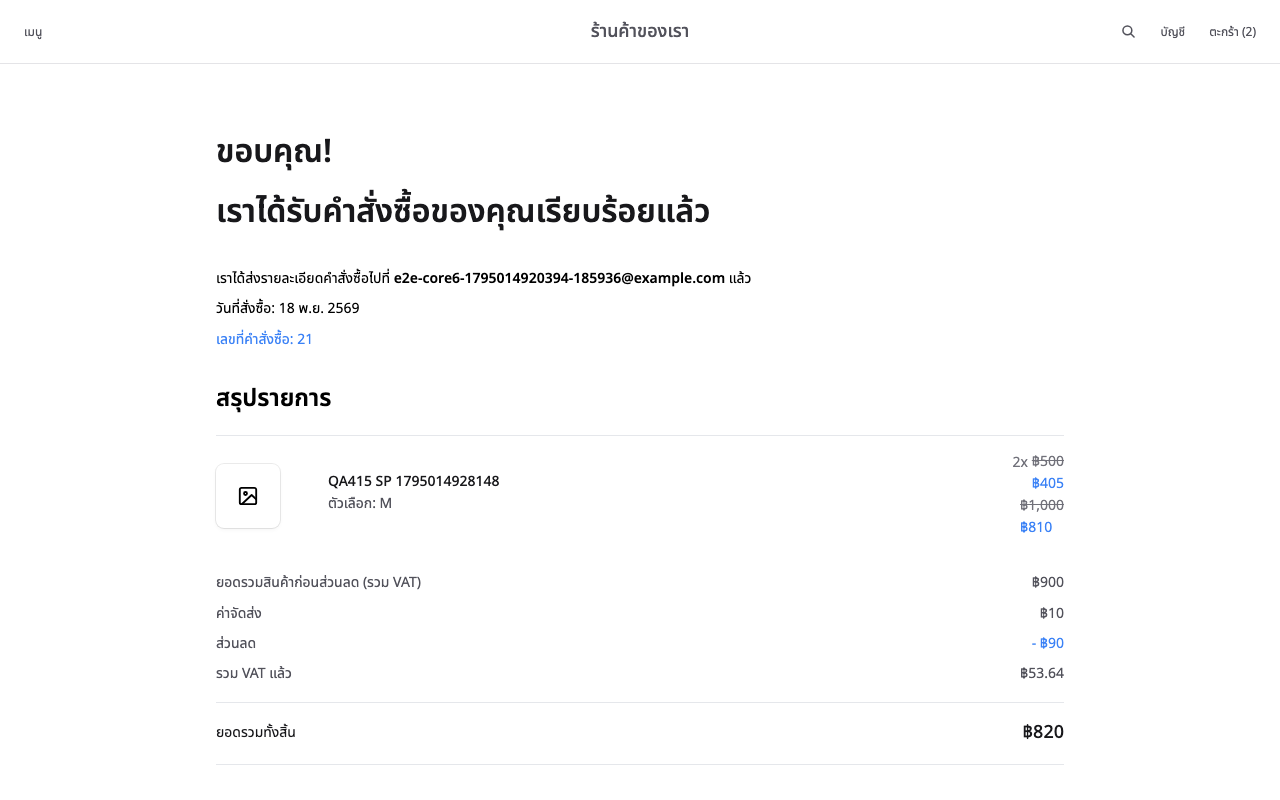 เมนู
ร้านค้าของเรา
บัญชี
ตะกร้า (2)
ขอบคุณ!
เราได้รับคำสั่งซื้อของคุณเรียบร้อยแล้ว
เราได้ส่งรายละเอียดคำสั่งซื้อไปที่ e2e-core6-1795014920394-185936@example.com แล้ว
วันที่สั่งซื้อ: 18 พ.ย. 2569
เลขที่คำสั่งซื้อ: 21
สรุปรายการ
QA415 SP 1795014928148
ตัวเลือก: M
2x ฿500
฿405
฿1,000
฿810
ยอดรวมสินค้าก่อนส่วนลด (รวม VAT) ฿900
ค่าจัดส่ง ฿10
ส่วนลด - ฿90
รวม VAT แล้ว ฿53.64
ยอดรวมทั้งสิ้น ฿820